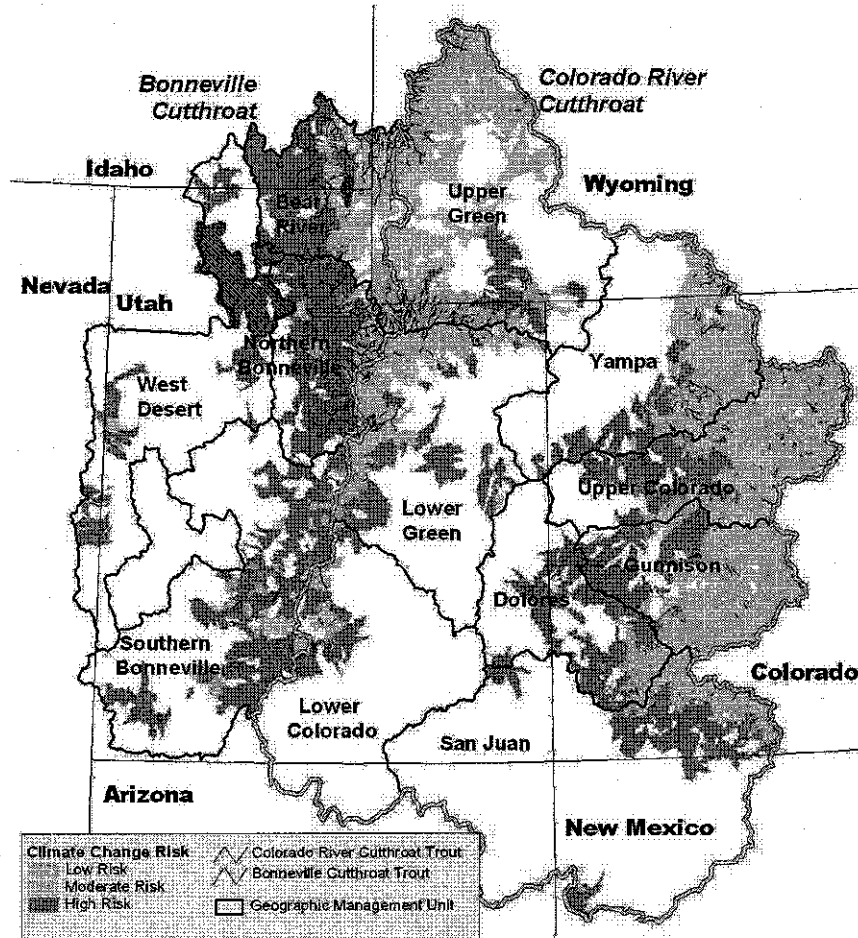 Bonneville
Cutthroat
Colorado River
Cutthroat
Idaho
Wyoming
Bear
River
Upper
Green
Nevada
Utah
Northern
Bonneville
Yampa
West
Desert
Upper Colorado
Lower
Green
Gunnison
Dolores
Southern
Bonneville
Colorado
Lower
Colorado
San Juan
Arizona
New Mexico
Climate Change Risk
Low Risk
Moderate Risk
High Risk
Colorado River Cutthroat Trout
Bonneville Cutthroat Trout
Geographic Management Unit